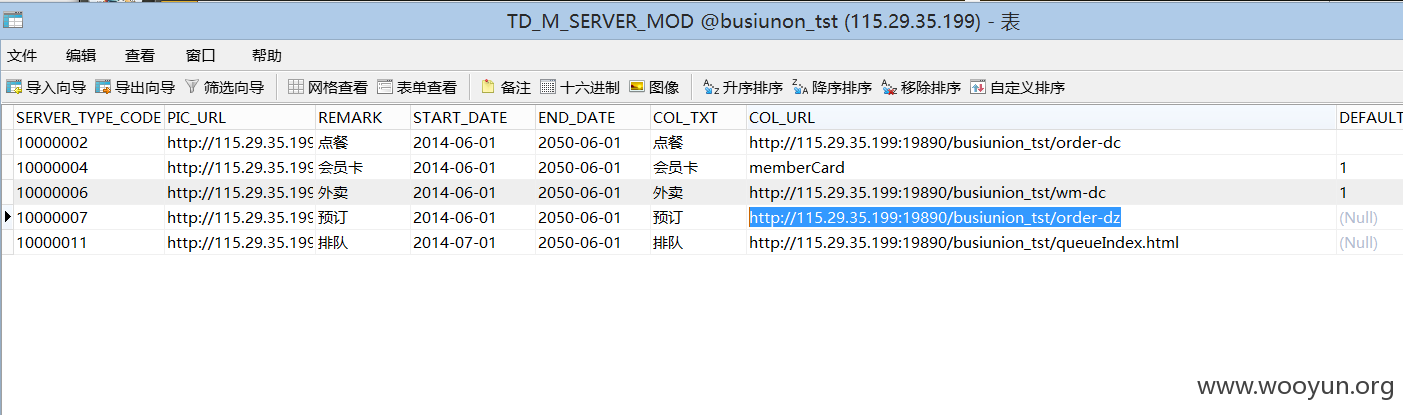 TD_M_SERVER_MOD @busiunon_tst (115.29.35.199) - 表
文件 编辑 查看 窗口 帮助
导入向导 导出向导 筛选向导 网格查看 表单查看 备注 十六进制 图像 升序排序 降序排序 移除排序 自定义排序
SERVER_TYPE_CODE PIC_URL REMARK START_DATE END_DATE COL_TXT COL_URL DEFAULT
10000002 http://115.29.35.199 点餐 2014-06-01 2050-06-01 点餐 http://115.29.35.199:19890/busiunion_tst/order-dc
10000004 http://115.29.35.199 会员卡 2014-06-01 2050-06-01 会员卡 memberCard 1
10000006 http://115.29.35.199 外卖 2014-06-01 2050-06-01 外卖 http://115.29.35.199:19890/busiunion_tst/wm-dc 1
10000007 http://115.29.35.199 预订 2014-06-01 2050-06-01 预订 http://115.29.35.199:19890/busiunion_tst/order-dz (Null)
10000011 http://115.29.35.199 排队 2014-07-01 2050-06-01 排队 http://115.29.35.199:19890/busiunion_tst/queueIndex.html (Null)
www.wooyun.org